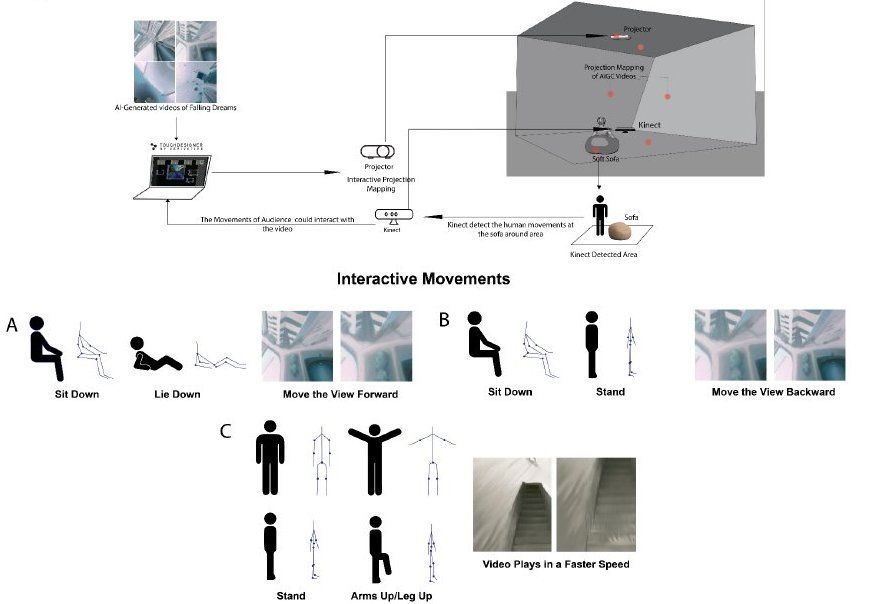 AI-Generated videos of Falling Dreams
TOUCHDESIGNER
BY DERIVATIVE
Projector
Interactive Projection
Mapping
Projector
Projection Mapping
of AIGC Videos
Kinect
Soft Sofa
The Movements of Audience could interact with
the video
Kinect
Kinect detect the human movements at
the sofa around area
Sofa
Kinect Detected Area
Interactive Movements
A
Sit Down
Lie Down
Move the View Forward
B
Sit Down
Stand
Move the View Backward
C
Stand
Arms Up/Leg Up
Video Plays in a Faster Speed